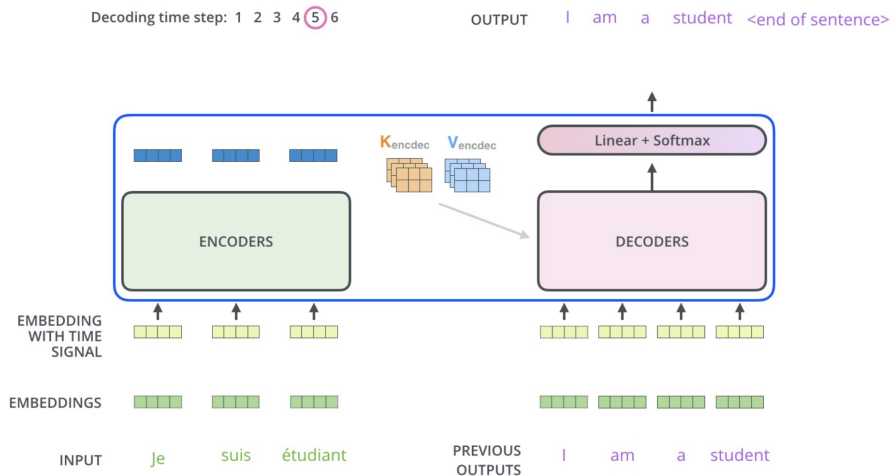 Decoding time step: 1 2 3 4 5 6
OUTPUT I am a student <end of sentence>
Kencdec Vencdec
Linear + Softmax
ENCODERS
DECODERS
EMBEDDING
WITH TIME
SIGNAL
EMBEDDINGS
INPUT Je suis étudiant
PREVIOUS
OUTPUTS
I am a student